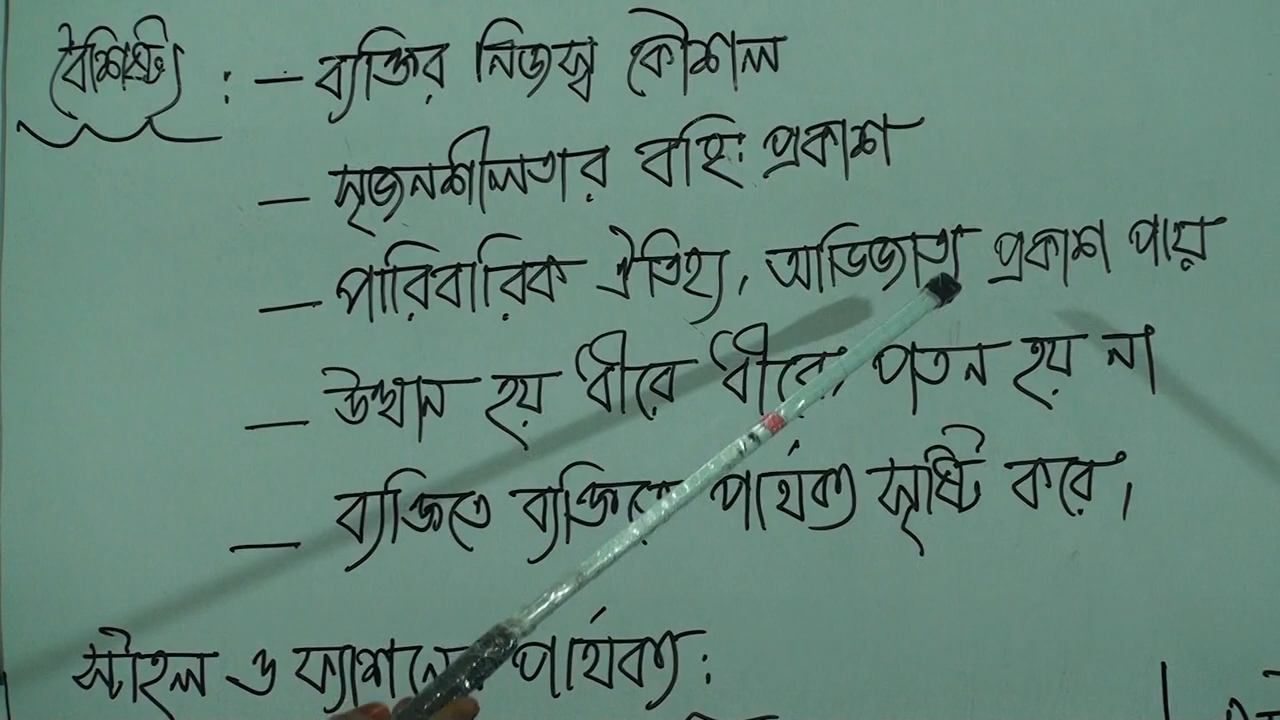 বৈশিষ্ট্য : – ব্যক্তির নিজস্ব কৌশল
– সৃজনশীলতার বহিঃ প্রকাশ
– পারিবারিক ঐতিহ্য, আভিজাত্য প্রকাশ পায়
– উত্থান হয় ধীরে ধীরে, পতন হয় না
– ব্যক্তিতে ব্যক্তিতে পার্থক্য সৃষ্টি করে।
স্টাইল ও ফ্যাশনের পার্থক্য :